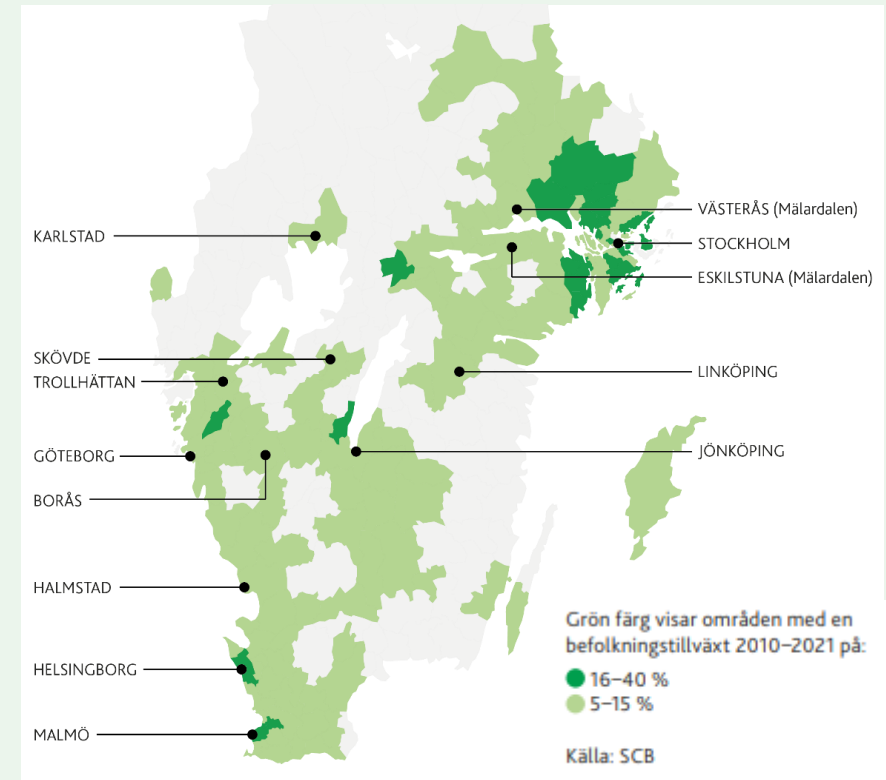 KARLSTAD
SKÖVDE
TROLLHÄTTAN
GÖTEBORG
BORÅS
HALMSTAD
HELSINGBORG
MALMÖ
VÄSTERÅS (Mälardalen)
STOCKHOLM
ESKILSTUNA (Mälardalen)
LINKÖPING
JÖNKÖPING
Grön färg visar områden med en
befolkningstillväxt 2010–2021 på:
16–40 %
5–15 %
Källa: SCB